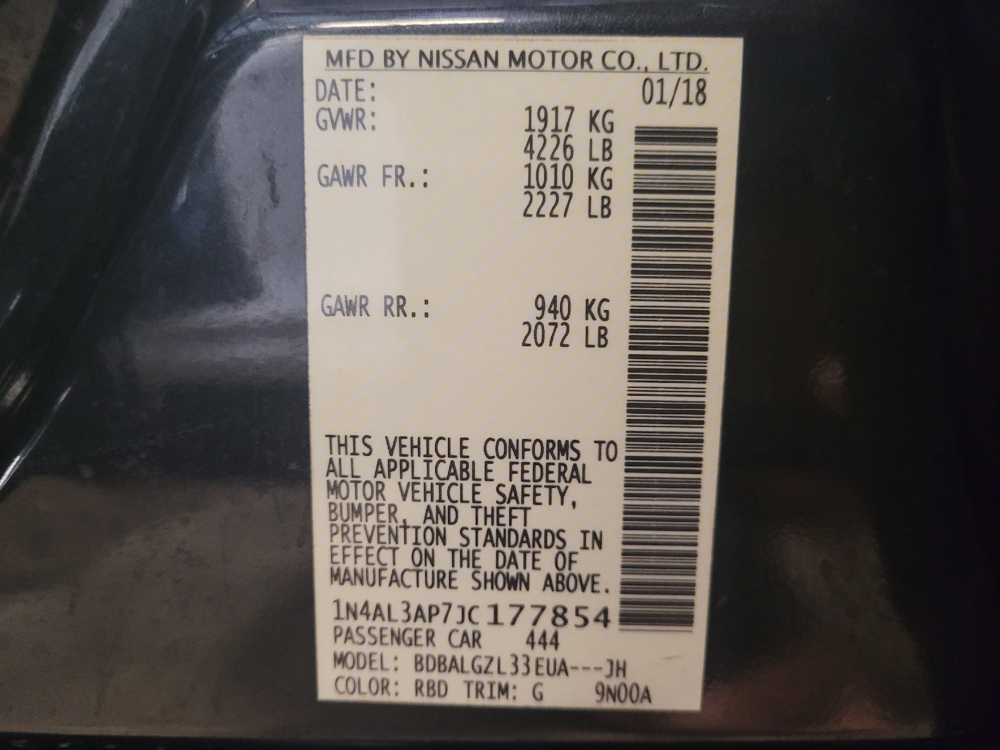 MFD BY NISSAN MOTOR CO., LTD.
DATE: 01/18
GVWR: 1917 KG
4226 LB
GAWR FR.: 1010 KG
2227 LB
GAWR RR.: 940 KG
2072 LB
THIS VEHICLE CONFORMS TO
ALL APPLICABLE FEDERAL
MOTOR VEHICLE SAFETY,
BUMPER, AND THEFT
PREVENTION STANDARDS IN
EFFECT ON THE DATE OF
MANUFACTURE SHOWN ABOVE.
1N4AL3AP7JC177854
PASSENGER CAR 444
MODEL: BDBALGZL33EUA---JH
COLOR: RBD TRIM: G 9N00A